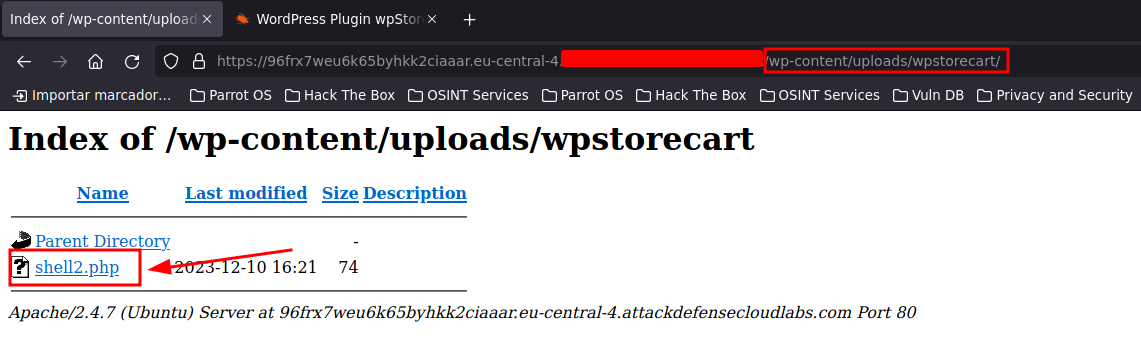 Index of /wp-content/upload
WordPress Plugin wpStor
https://96frx7weu6k65byhkk2ciaaar.eu-central-4. /wp-content/uploads/wpstorecart/
Importar marcador… Parrot OS Hack The Box OSINT Services Parrot OS Hack The Box OSINT Services Vuln DB Privacy and Security
Index of /wp-content/uploads/wpstorecart
Name Last modified Size Description
Parent Directory -
shell2.php 2023-12-10 16:21 74
Apache/2.4.7 (Ubuntu) Server at 96frx7weu6k65byhkk2ciaaar.eu-central-4.attackdefensecloudlabs.com Port 80